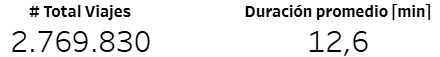 # Total Viajes Duración promedio [min]
2.769.830 12,6